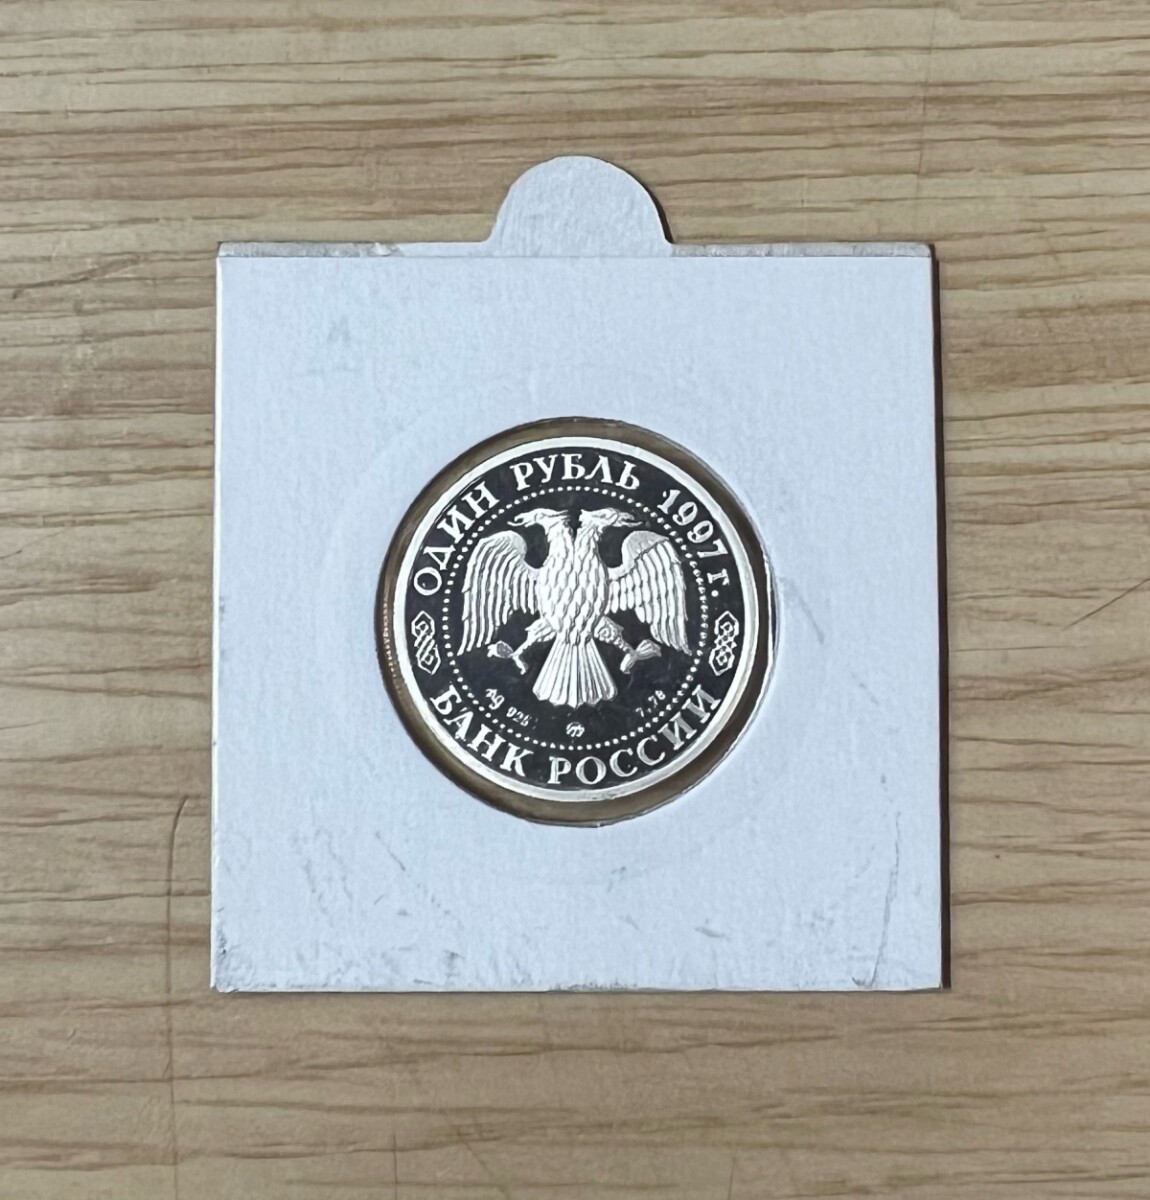 ОДИН РУБЛЬ 1997 г.
Ag 925
7,78
БАНК РОССИИ